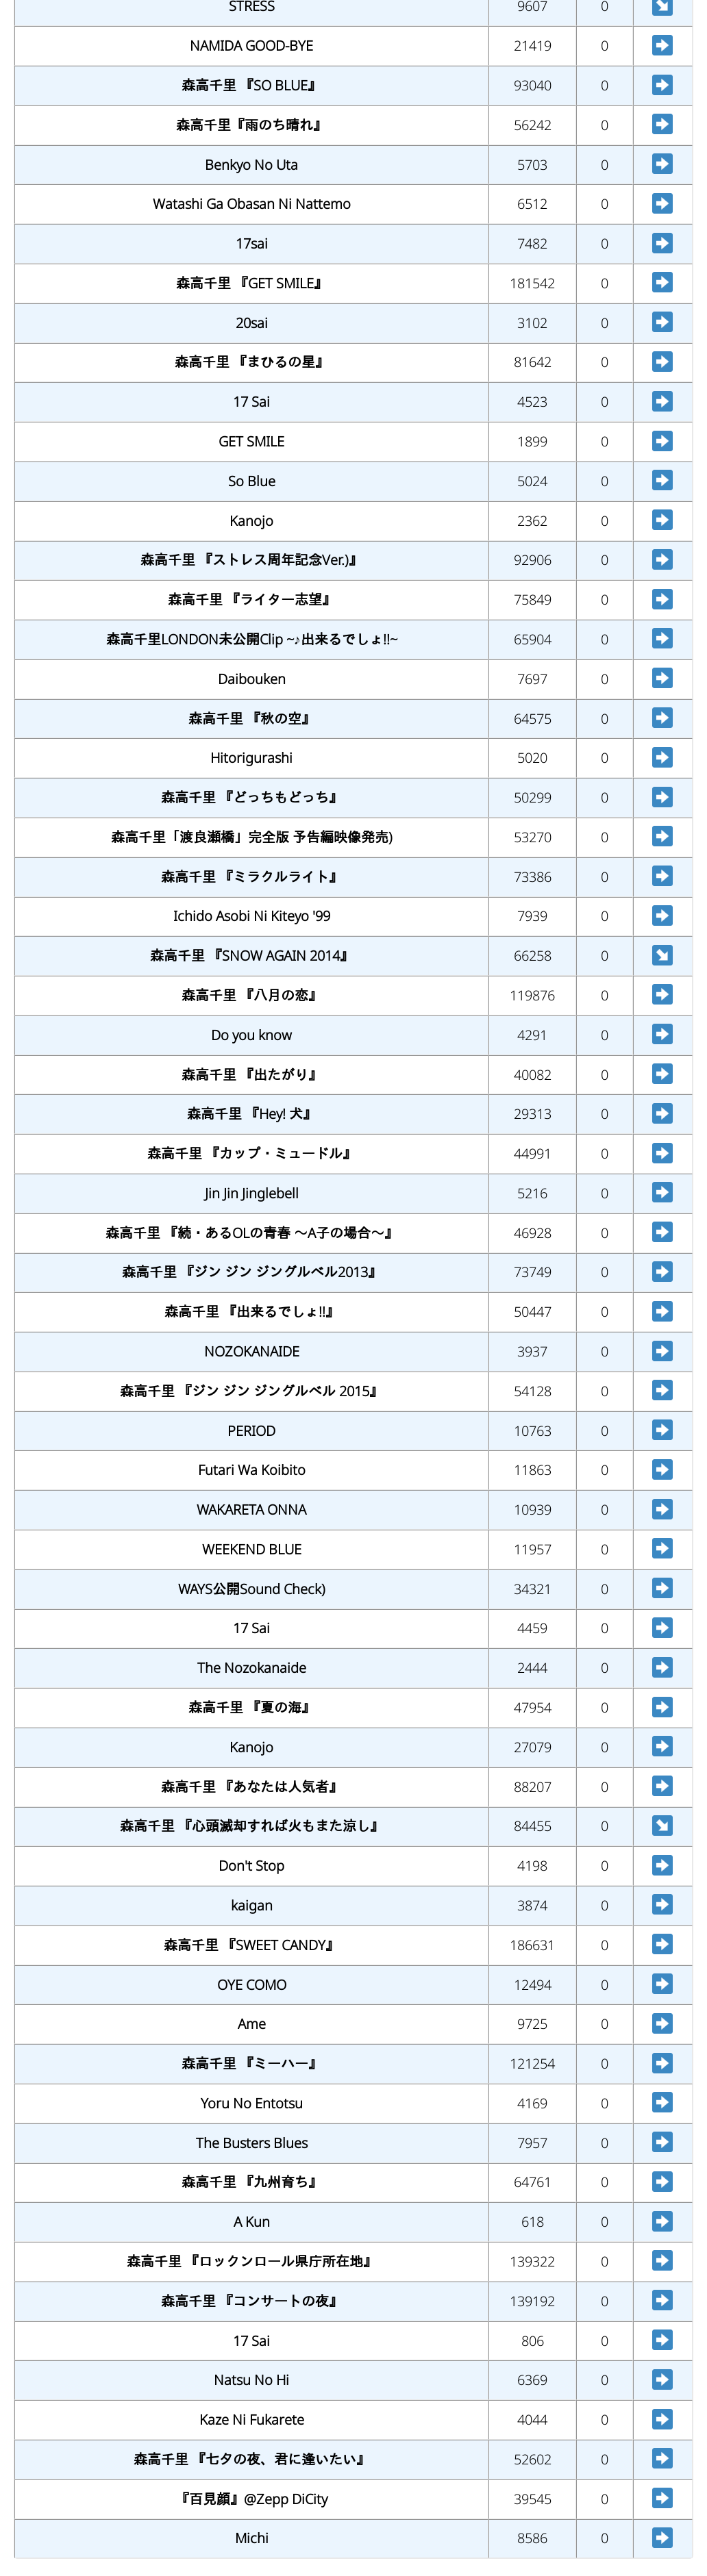 STRESS 9607 0
NAMIDA GOOD-BYE 21419 0
森高千里 『SO BLUE』 93040 0
森高千里『雨のち晴れ』 56242 0
Benkyo No Uta 5703 0
Watashi Ga Obasan Ni Nattemo 6512 0
17sai 7482 0
森高千里 『GET SMILE』 181542 0
20sai 3102 0
森高千里 『まひるの星』 81642 0
17 Sai 4523 0
GET SMILE 1899 0
So Blue 5024 0
Kanojo 2362 0
森高千里 『ストレス周年記念Ver.)』 92906 0
森高千里 『ライター志望』 75849 0
森高千里LONDON未公開Clip ~♪出来るでしょ!!~ 65904 0
Daibouken 7697 0
森高千里 『秋の空』 64575 0
Hitorigurashi 5020 0
森高千里 『どっちもどっち』 50299 0
森高千里「渡良瀬橋」完全版 予告編映像発売) 53270 0
森高千里 『ミラクルライト』 73386 0
Ichido Asobi Ni Kiteyo '99 7939 0
森高千里 『SNOW AGAIN 2014』 66258 0
森高千里 『八月の恋』 119876 0
Do you know 4291 0
森高千里 『出たがり』 40082 0
森高千里 『Hey! 犬』 29313 0
森高千里 『カップ・ミュードル』 44991 0
Jin Jin Jinglebell 5216 0
森高千里 『続・あるOLの青春 〜A子の場合〜』 46928 0
森高千里 『ジン ジン ジングルベル2013』 73749 0
森高千里 『出来るでしょ!!』 50447 0
NOZOKANAIDE 3937 0
森高千里 『ジン ジン ジングルベル 2015』 54128 0
PERIOD 10763 0
Futari Wa Koibito 11863 0
WAKARETA ONNA 10939 0
WEEKEND BLUE 11957 0
WAYS公開Sound Check) 34321 0
17 Sai 4459 0
The Nozokanaide 2444 0
森高千里 『夏の海』 47954 0
Kanojo 27079 0
森高千里 『あなたは人気者』 88207 0
森高千里 『心頭滅却すれば火もまた涼し』 84455 0
Don't Stop 4198 0
kaigan 3874 0
森高千里 『SWEET CANDY』 186631 0
OYE COMO 12494 0
Ame 9725 0
森高千里 『ミーハー』 121254 0
Yoru No Entotsu 4169 0
The Busters Blues 7957 0
森高千里 『九州育ち』 64761 0
A Kun 618 0
森高千里 『ロックンロール県庁所在地』 139322 0
森高千里 『コンサートの夜』 139192 0
17 Sai 806 0
Natsu No Hi 6369 0
Kaze Ni Fukarete 4044 0
森高千里 『七夕の夜、君に逢いたい』 52602 0
『百見顔』@Zepp DiCity 39545 0
Michi 8586 0